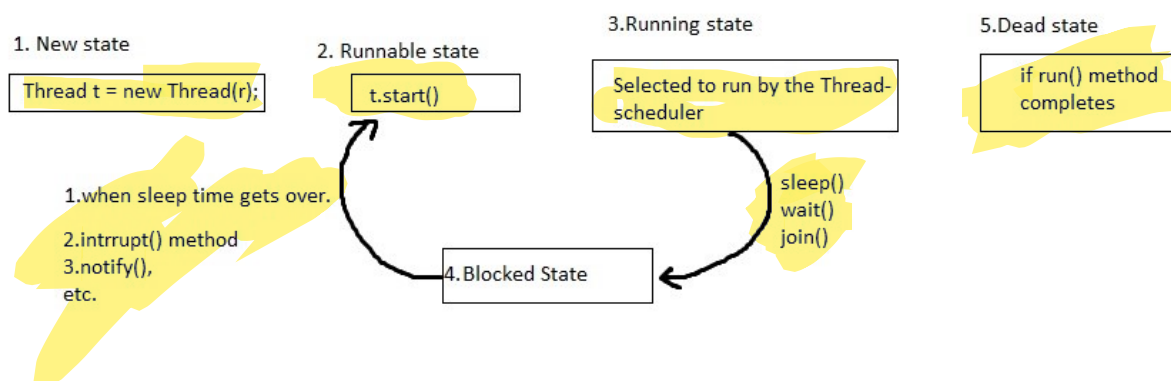 1. New state
Thread t = new Thread(r);
2. Runnable state
t.start()
3.Running state
Selected to run by the Thread-
scheduler
5.Dead state
if run() method
completes
1.when sleep time gets over.
2.intrrupt() method
3.notify(),
etc.
sleep()
wait()
join()
4.Blocked State